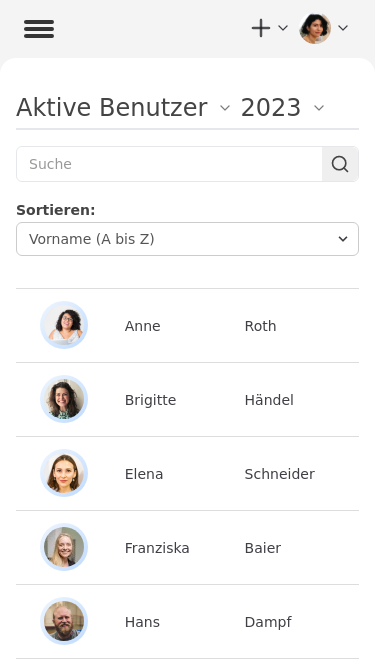 Aktive Benutzer 2023
Suche
Sortieren:
Vorname (A bis Z)
Anne Roth
Brigitte Händel
Elena Schneider
Franziska Baier
Hans Dampf